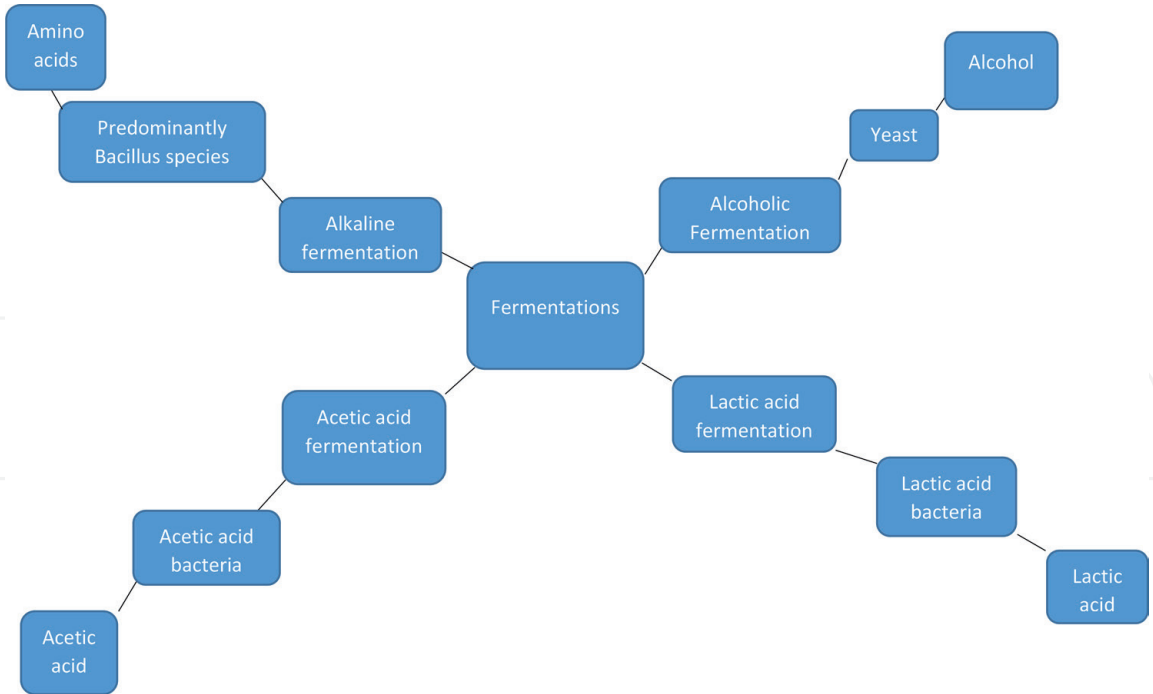 Amino
acids
Alcohol
Predominantly
Bacillus species
Yeast
Alkaline
fermentation
Alcoholic
Fermentation
Fermentations
Acetic acid
fermentation
Lactic acid
fermentation
Acetic acid
bacteria
Lactic acid
bacteria
Acetic
acid
Lactic
acid